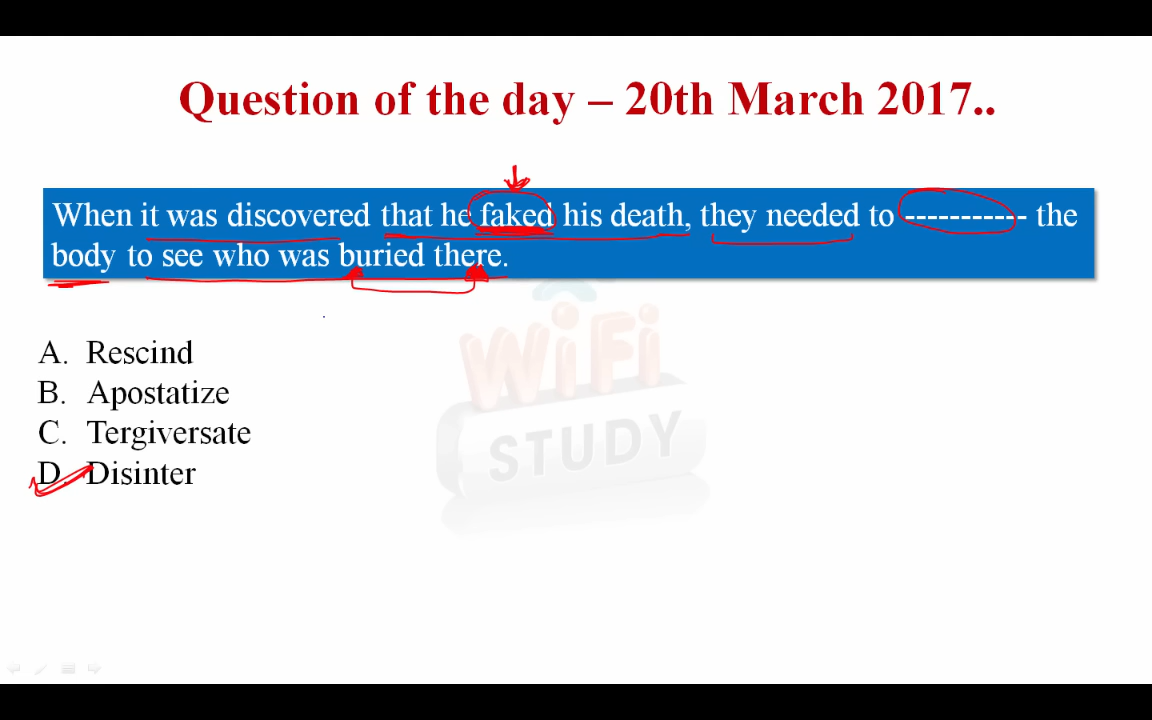 Question of the day – 20th March 2017..
When it was discovered that he faked his death, they needed to ----------- the
body to see who was buried there.
A. Rescind
B. Apostatize
C. Tergiversate
D. Disinter
WiFi
STUDY